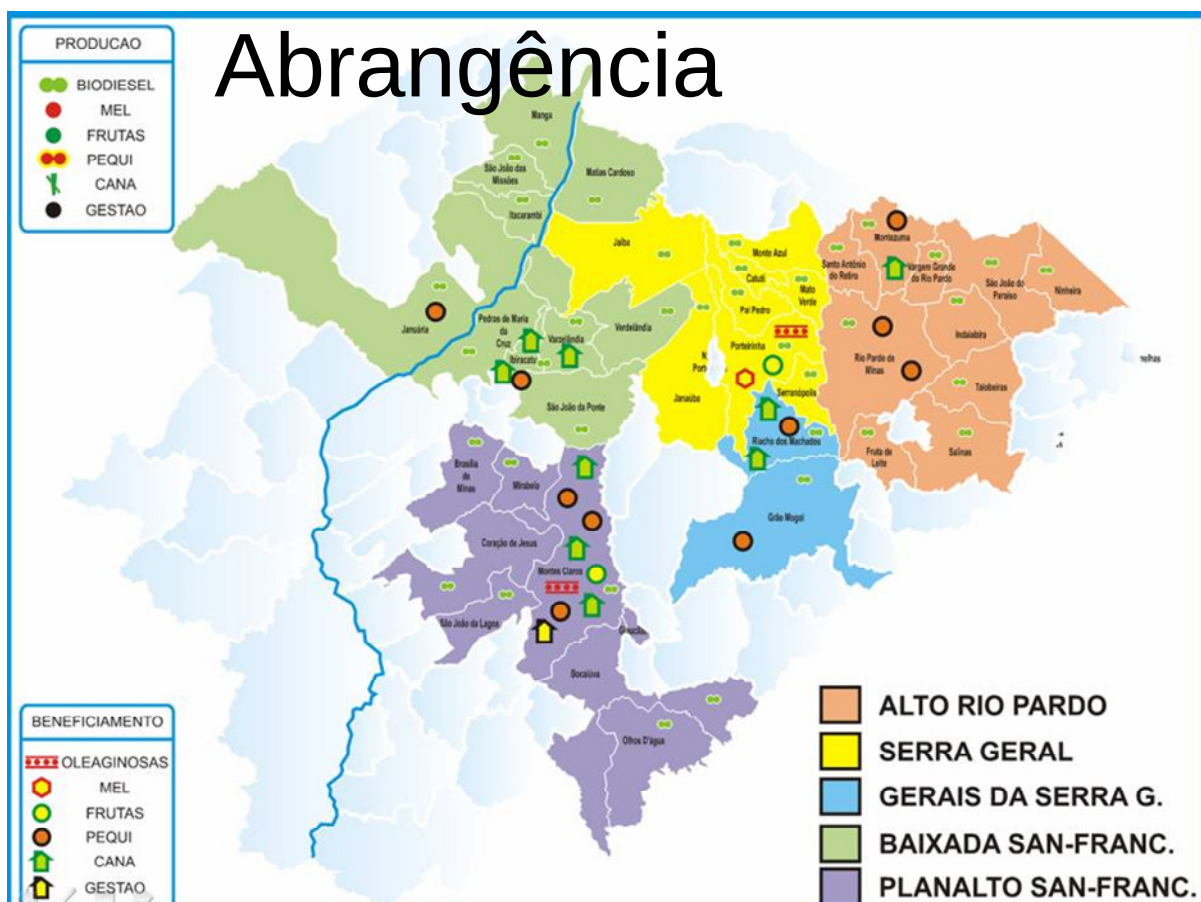 Abrangência
PRODUCAO
BIODIESEL
MEL
FRUTAS
PEQUI
CANA
GESTAO
Manga
São João das
Missões
Matias Cardoso
Itacarambi
Jaíba
Monte Azul
Catuti
Mato
Verde
Pai Pedro
Montezuma
Santo Antônio
do Retiro
Vargem Grande
do Rio Pardo
São João do
Paraíso
Ninheira
Indaiabira
Januária
Pedras de Maria
da
Cruz
Varzelândia
Verdelândia
Ibiracatu
Porteirinha
Rio Pardo de
Minas
Taiobeiras
Janaúba
Serranópolis
São João da Ponte
Riacho dos Machados
Fruta de
Leite
Salinas
Brasília
de
Minas
Mirabela
Grão Mogol
Coração de Jesus
Montes Claros
São João da Lagoa
Bocaiúva
Olhos D'água
BENEFICIAMENTO
OLEAGINOSAS
MEL
FRUTAS
PEQUI
CANA
GESTAO
ALTO RIO PARDO
SERRA GERAL
GERAIS DA SERRA G.
BAIXADA SAN-FRANC.
PLANALTO SAN-FRANC.